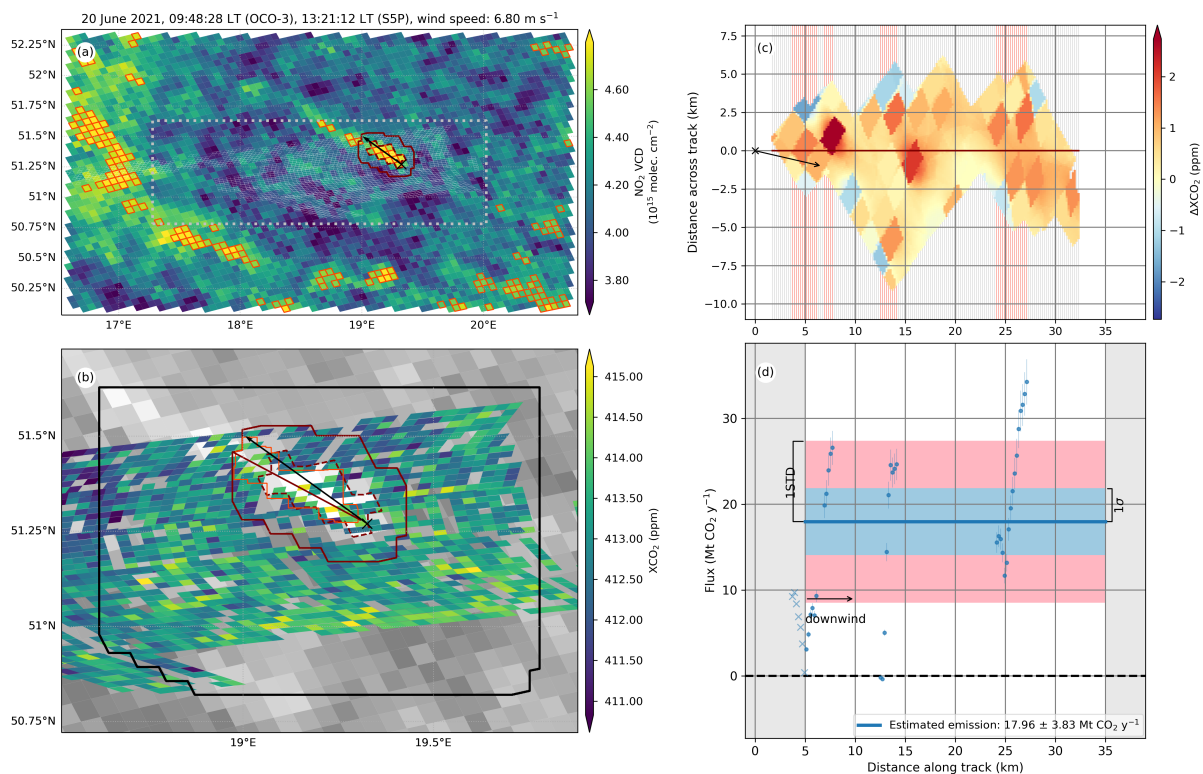 20 June 2021, 09:48:28 LT (OCO-3), 13:21:12 LT (S5P), wind speed: 6.80 m s⁻¹
(a)
52.25°N
52°N
51.75°N
51.5°N
51.25°N
51°N
50.75°N
50.5°N
50.25°N
17°E
18°E
19°E
20°E
4.60
4.40
4.20
4.00
3.80
NO₂ VCD
(10¹⁵ molec. cm⁻²)
(b)
51.5°N
51.25°N
51°N
50.75°N
19°E
19.5°E
415.00
414.50
414.00
413.50
413.00
412.50
412.00
411.50
411.00
XCO₂ (ppm)
(c)
7.5
5.0
2.5
0.0
−2.5
−5.0
−7.5
−10.0
Distance across track (km)
0
5
10
15
20
25
30
35
2
1
0
−1
−2
ΔXCO₂ (ppm)
(d)
30
20
10
0
Flux (Mt CO₂ y⁻¹)
1STD
1σ
downwind
Estimated emission: 17.96 ± 3.83 Mt CO₂ y⁻¹
0
5
10
15
20
25
30
35
Distance along track (km)